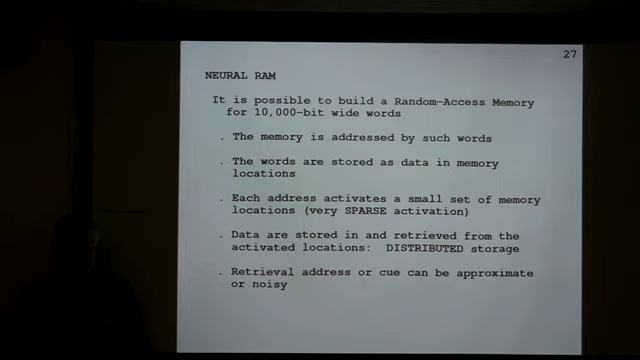 27
NEURAL RAM
It is possible to build a Random-Access Memory
for 10,000-bit wide words
. The memory is addressed by such words
. The words are stored as data in memory
locations
. Each address activates a small set of memory
locations (very SPARSE activation)
. Data are stored in and retrieved from the
activated locations: DISTRIBUTED storage
. Retrieval address or cue can be approximate
or noisy